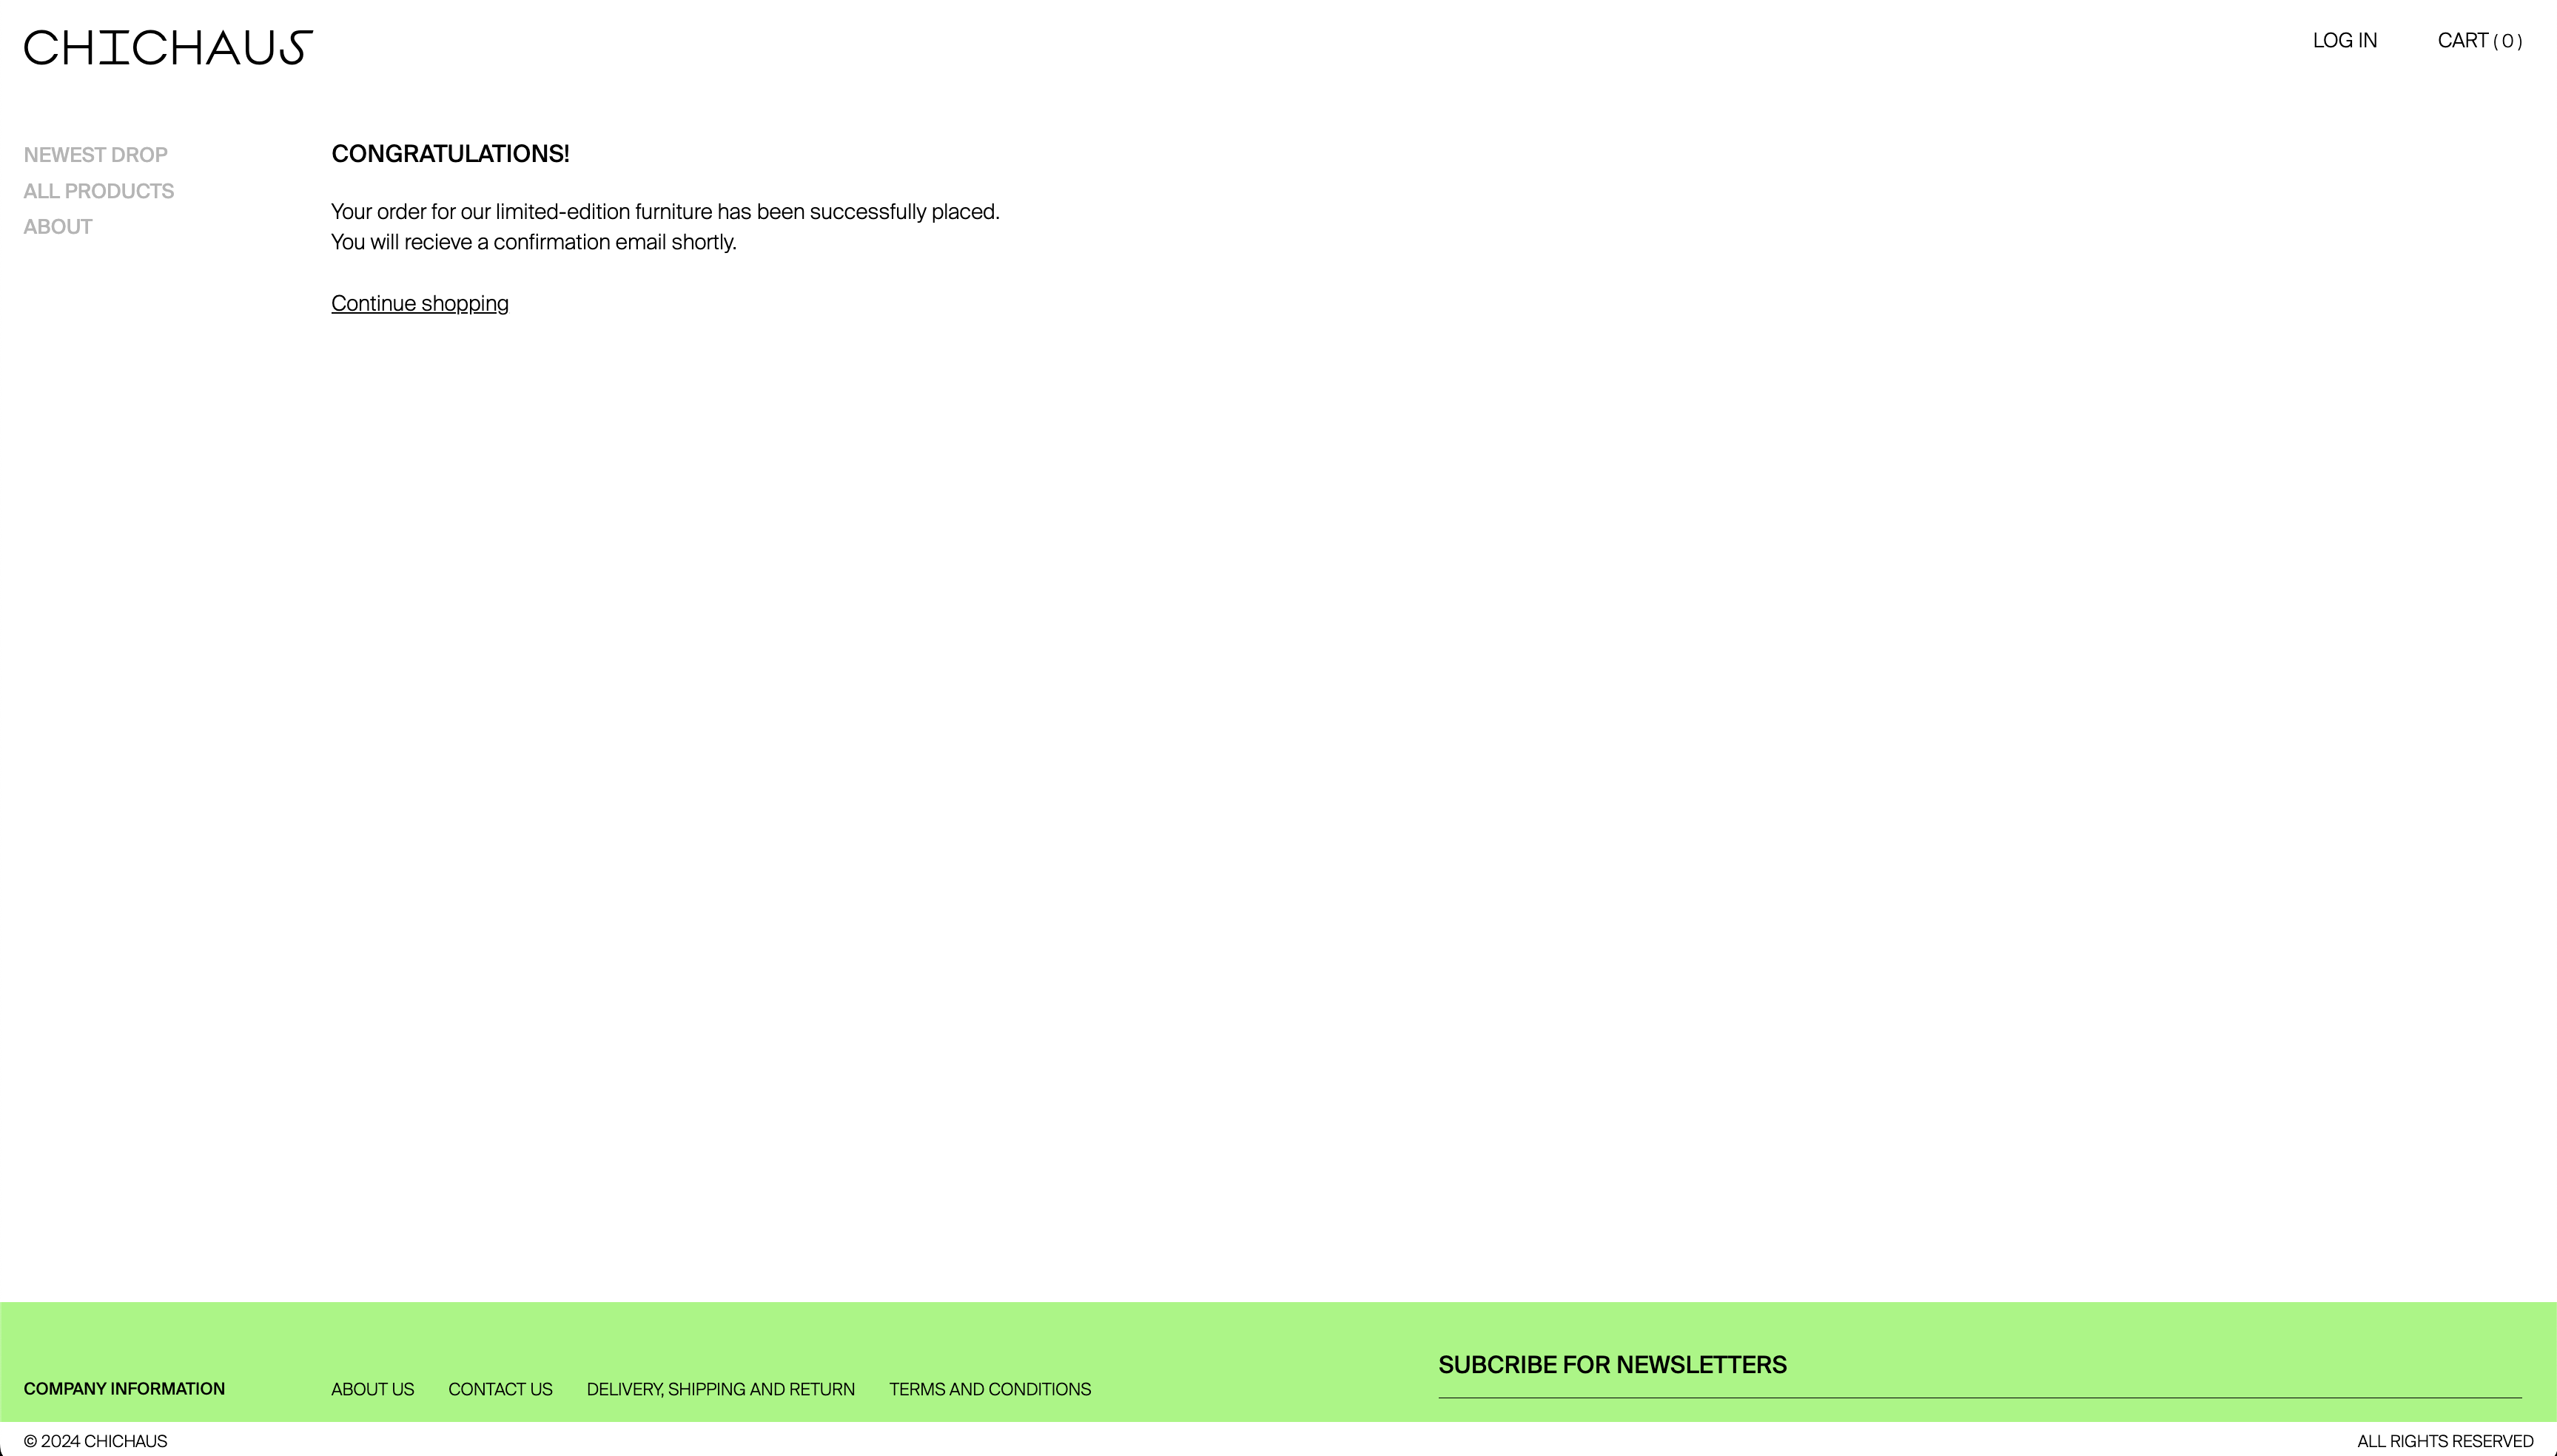 CHICHAUS
LOG IN
CART ( 0 )
NEWEST DROP
ALL PRODUCTS
ABOUT
CONGRATULATIONS!
Your order for our limited-edition furniture has been successfully placed.
You will recieve a confirmation email shortly.
Continue shopping
SUBCRIBE FOR NEWSLETTERS
COMPANY INFORMATION
ABOUT US
CONTACT US
DELIVERY, SHIPPING AND RETURN
TERMS AND CONDITIONS
© 2024 CHICHAUS
ALL RIGHTS RESERVED